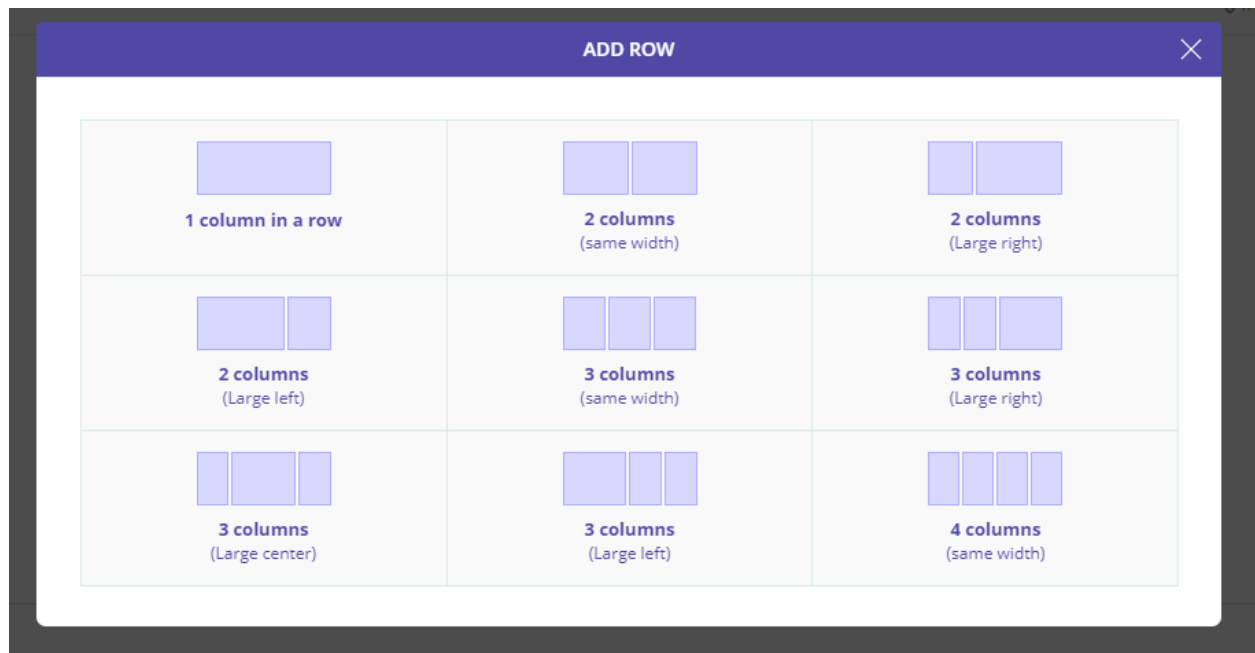 ADD ROW
1 column in a row
2 columns
(same width)
2 columns
(Large right)
2 columns
(Large left)
3 columns
(same width)
3 columns
(Large right)
3 columns
(Large center)
3 columns
(Large left)
4 columns
(same width)